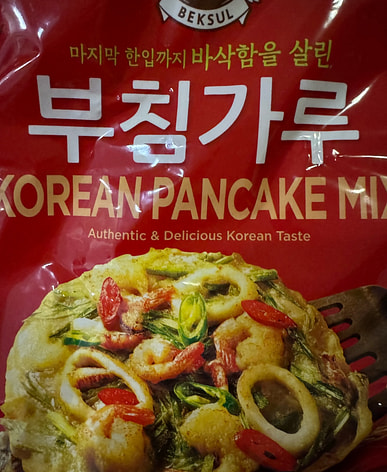 BEKSUL
마지막 한입까지 바삭함을 살린
부침가루
KOREAN PANCAKE MIX
Authentic & Delicious Korean Taste